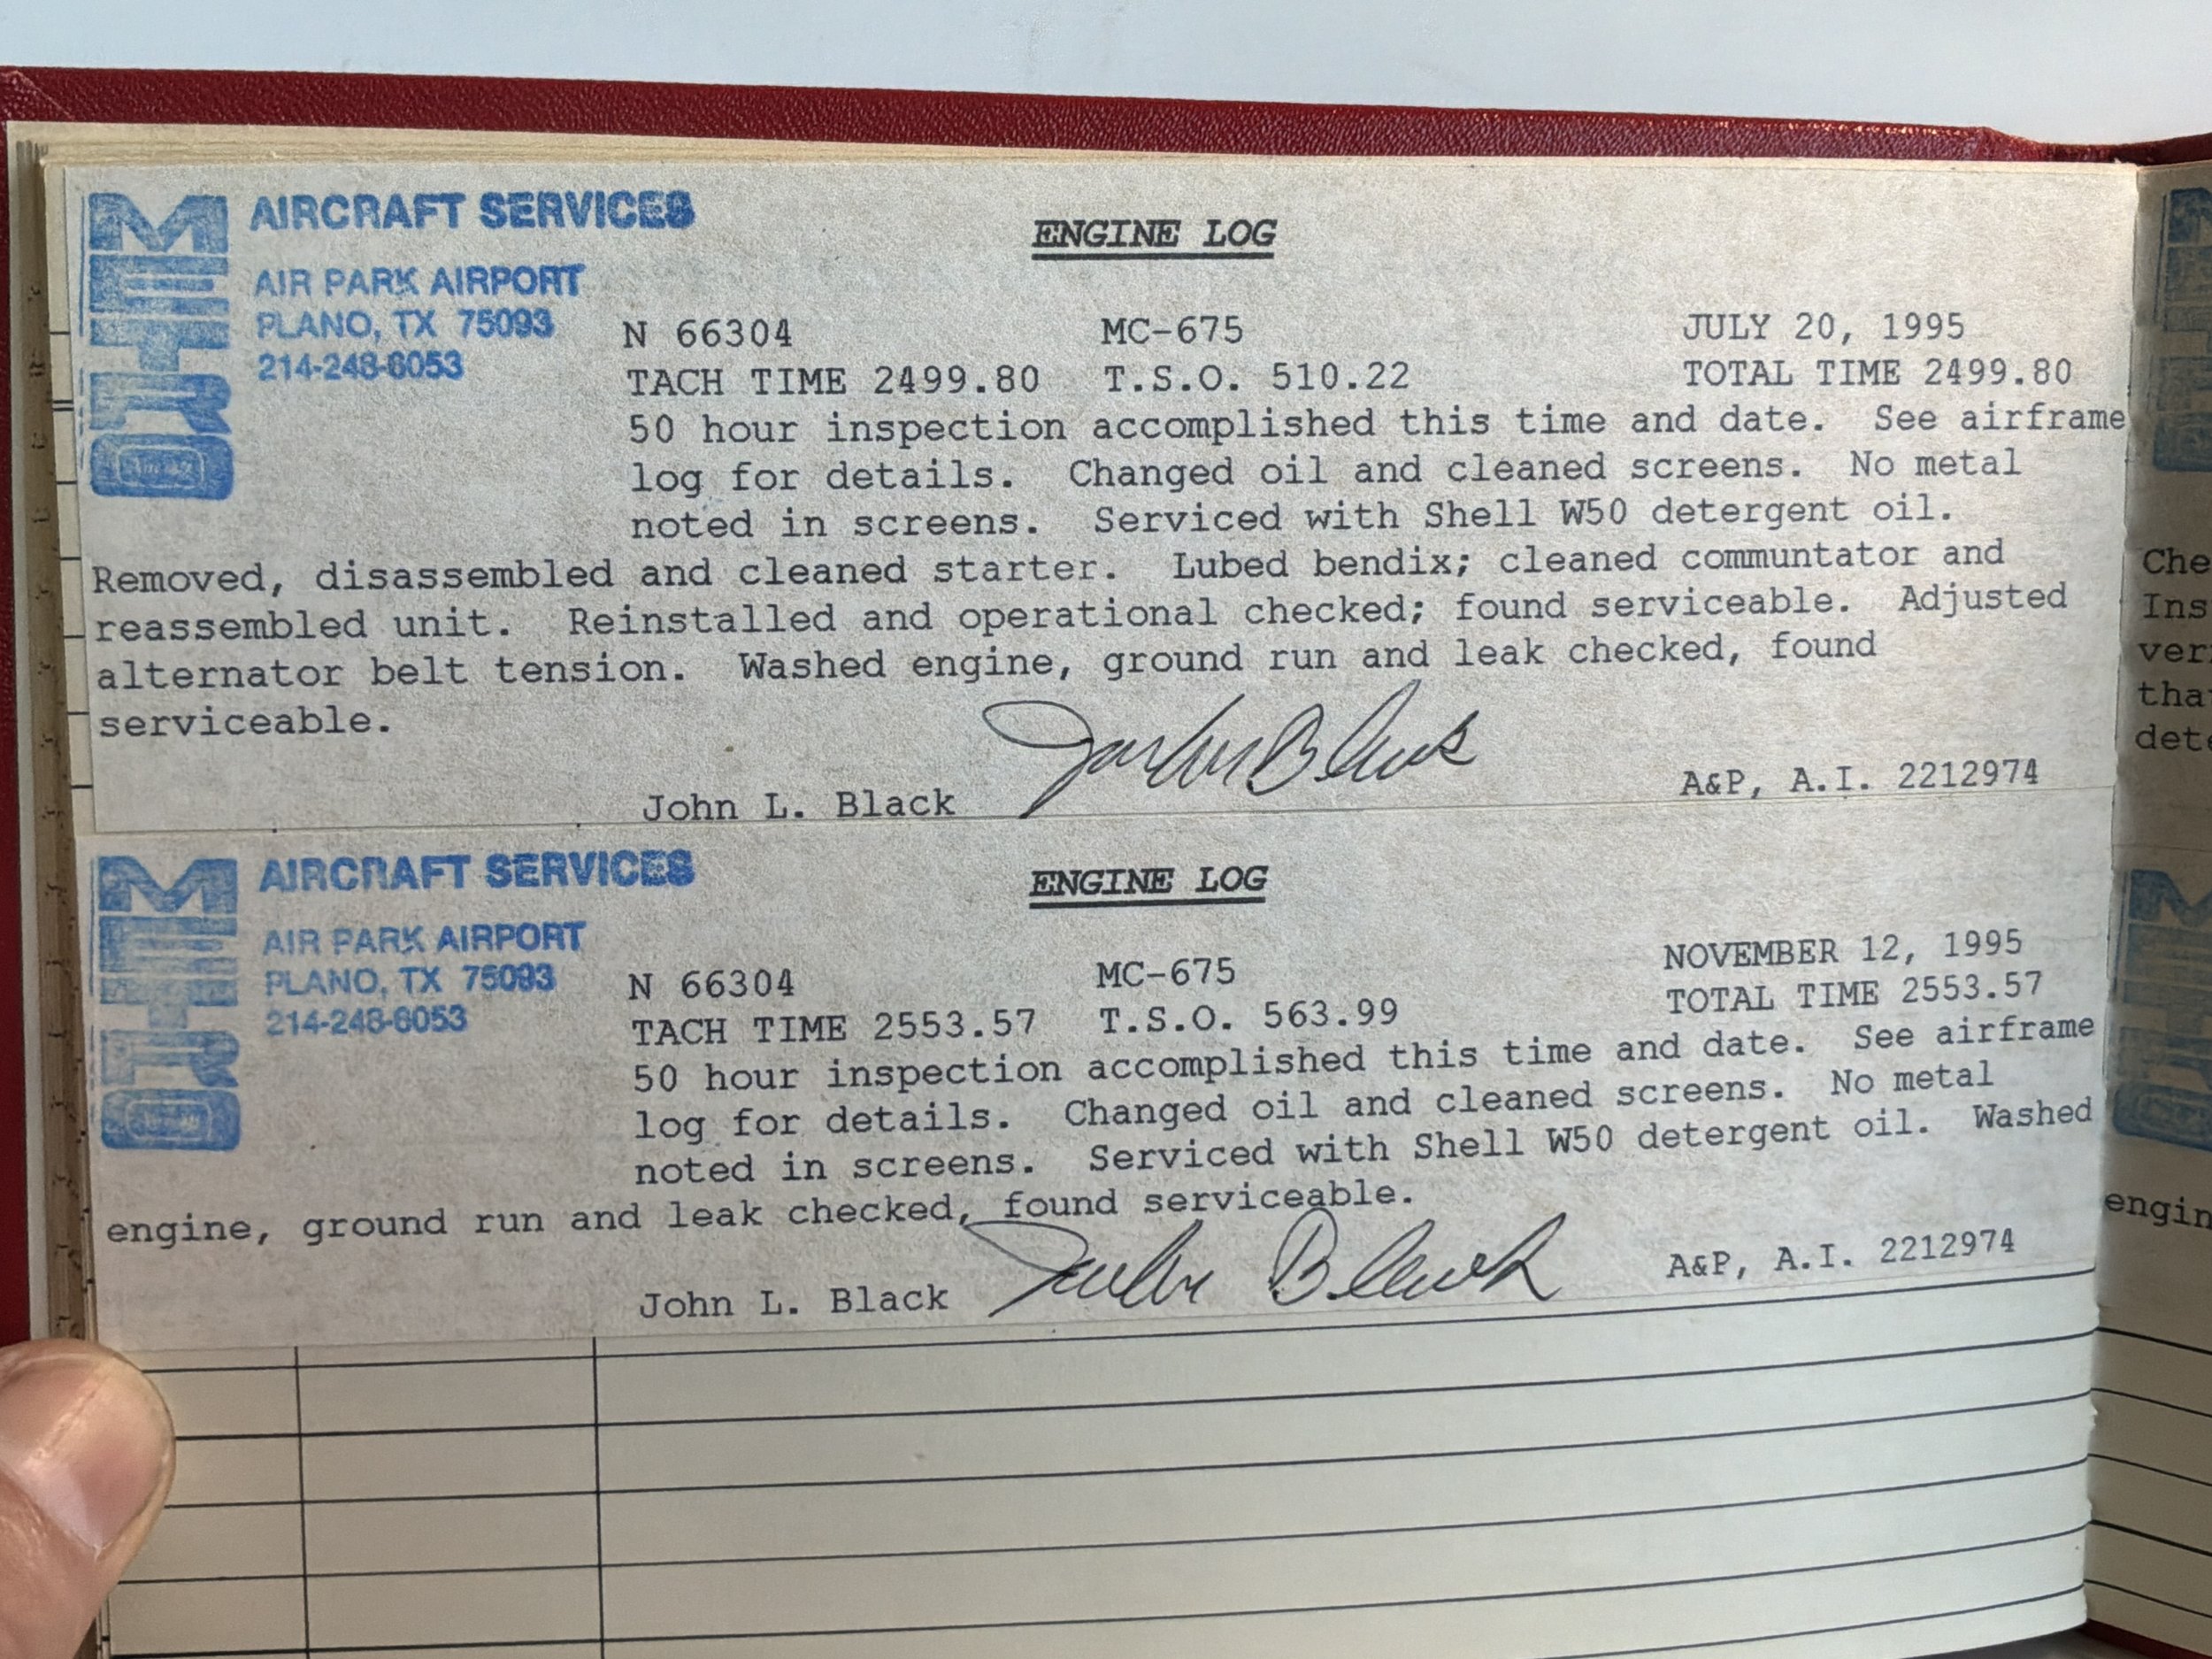 METRO
AIRCRAFT SERVICES
AIR PARK AIRPORT
PLANO, TX 75093
214-248-6053
ENGINE LOG
N 66304 MC-675 JULY 20, 1995
TACH TIME 2499.80 T.S.O. 510.22 TOTAL TIME 2499.80
50 hour inspection accomplished this time and date. See airframe
log for details. Changed oil and cleaned screens. No metal
noted in screens. Serviced with Shell W50 detergent oil.
Removed, disassembled and cleaned starter. Lubed bendix; cleaned communtator and
reassembled unit. Reinstalled and operational checked; found serviceable. Adjusted
alternator belt tension. Washed engine, ground run and leak checked, found
serviceable.
John L. Black A&P, A.I. 2212974
METRO
AIRCRAFT SERVICES
AIR PARK AIRPORT
PLANO, TX 75093
214-248-6053
ENGINE LOG
N 66304 MC-675 NOVEMBER 12, 1995
TACH TIME 2553.57 T.S.O. 563.99 TOTAL TIME 2553.57
50 hour inspection accomplished this time and date. See airframe
log for details. Changed oil and cleaned screens. No metal
noted in screens. Serviced with Shell W50 detergent oil. Washed
engine, ground run and leak checked, found serviceable.
John L. Black A&P, A.I. 2212974
Che
Ins
ver
tha
dete
engin